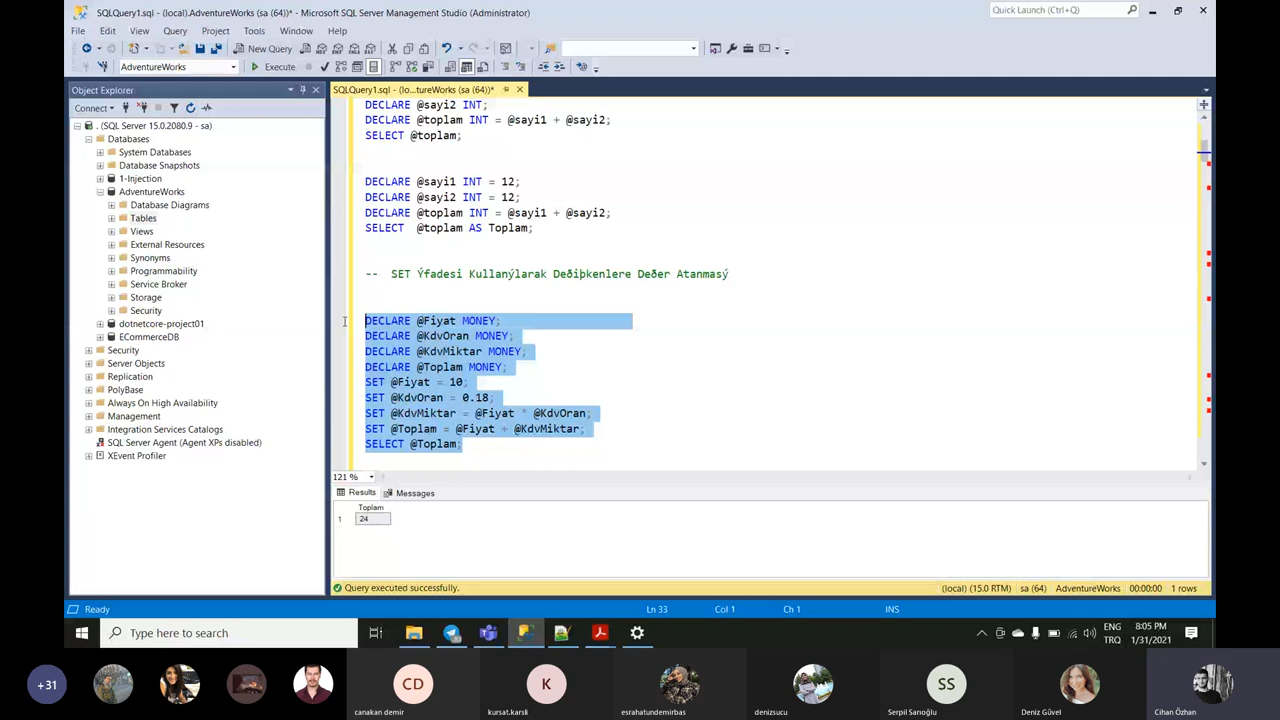 SQLQuery1.sql - (local).AdventureWorks (sa (64))* - Microsoft SQL Server Management Studio (Administrator)
Quick Launch (Ctrl+Q)
File Edit View Query Project Tools Window Help
New Query
AdventureWorks
Execute
Object Explorer
SQLQuery1.sql - (lo...tureWorks (sa (64))*
Connect
. (SQL Server 15.0.2080.9 - sa)
Databases
System Databases
Database Snapshots
1-Injection
AdventureWorks
Database Diagrams
Tables
Views
External Resources
Synonyms
Programmability
Service Broker
Storage
Security
dotnetcore-project01
ECommerceDB
Security
Server Objects
Replication
PolyBase
Always On High Availability
Management
Integration Services Catalogs
SQL Server Agent (Agent XPs disabled)
XEvent Profiler
DECLARE @sayi2 INT;
DECLARE @toplam INT = @sayi1 + @sayi2;
SELECT @toplam;
DECLARE @sayi1 INT = 12;
DECLARE @sayi2 INT = 12;
DECLARE @toplam INT = @sayi1 + @sayi2;
SELECT @toplam AS Toplam;
-- SET Ýfadesi Kullanýlarak Deðiþkenlere Deðer Atanmasý
DECLARE @Fiyat MONEY;
DECLARE @KdvOran MONEY;
DECLARE @KdvMiktar MONEY;
DECLARE @Toplam MONEY;
SET @Fiyat = 10;
SET @KdvOran = 0.18;
SET @KdvMiktar = @Fiyat * @KdvOran;
SET @Toplam = @Fiyat + @KdvMiktar;
SELECT @Toplam;
121 %
Results Messages
Toplam
1 24
Query executed successfully.
(local) (15.0 RTM) sa (64) AdventureWorks 00:00:00 1 rows
Ready
Ln 33 Col 1 Ch 1 INS
Type here to search
ENG
TRQ
8:05 PM
1/31/2021
+31
CD
K
SS
canakan demir
kursat.karsli
esrahatundemirbas
denizsucu
Serpil Sarıoğlu
Deniz Güvel
Cihan Özhan